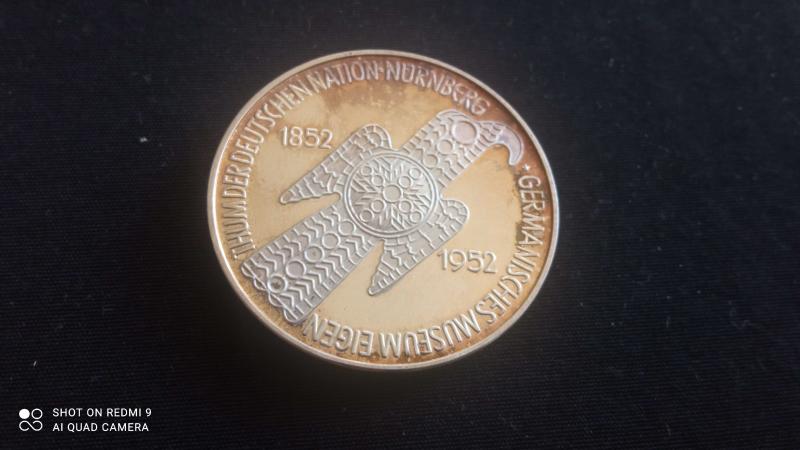 GERMANISCHES MUSEUM EIGENTHUM DER DEUTSCHEN NATION·NÜRNBERG
1852
1952
SHOT ON REDMI 9
AI QUAD CAMERA